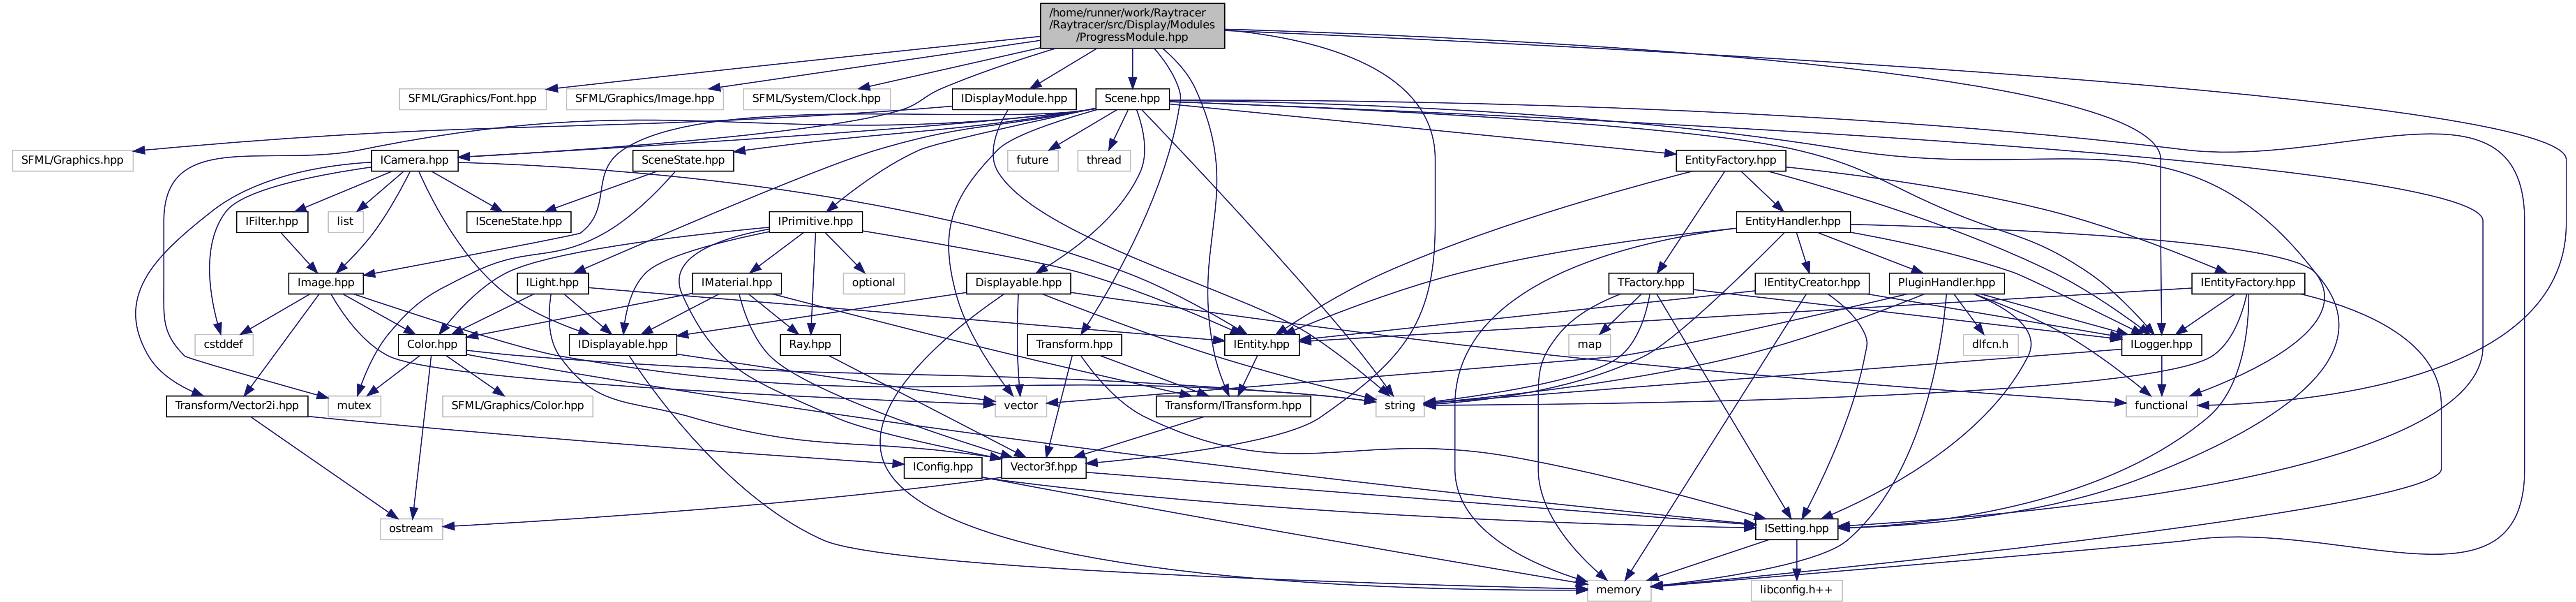 /home/runner/work/Raytracer
/Raytracer/src/Display/Modules
/ProgressModule.hpp
SFML/Graphics/Font.hpp
SFML/Graphics/Image.hpp
SFML/System/Clock.hpp
IDisplayModule.hpp
Scene.hpp
SFML/Graphics.hpp
ICamera.hpp
SceneState.hpp
future
thread
EntityFactory.hpp
IFilter.hpp
list
ISceneState.hpp
IPrimitive.hpp
EntityHandler.hpp
Image.hpp
ILight.hpp
IMaterial.hpp
optional
Displayable.hpp
TFactory.hpp
IEntityCreator.hpp
PluginHandler.hpp
IEntityFactory.hpp
cstddef
Color.hpp
IDisplayable.hpp
Ray.hpp
Transform.hpp
IEntity.hpp
map
dlfcn.h
ILogger.hpp
Transform/Vector2i.hpp
mutex
SFML/Graphics/Color.hpp
vector
Transform/ITransform.hpp
string
functional
IConfig.hpp
Vector3f.hpp
ostream
ISetting.hpp
memory
libconfig.h++